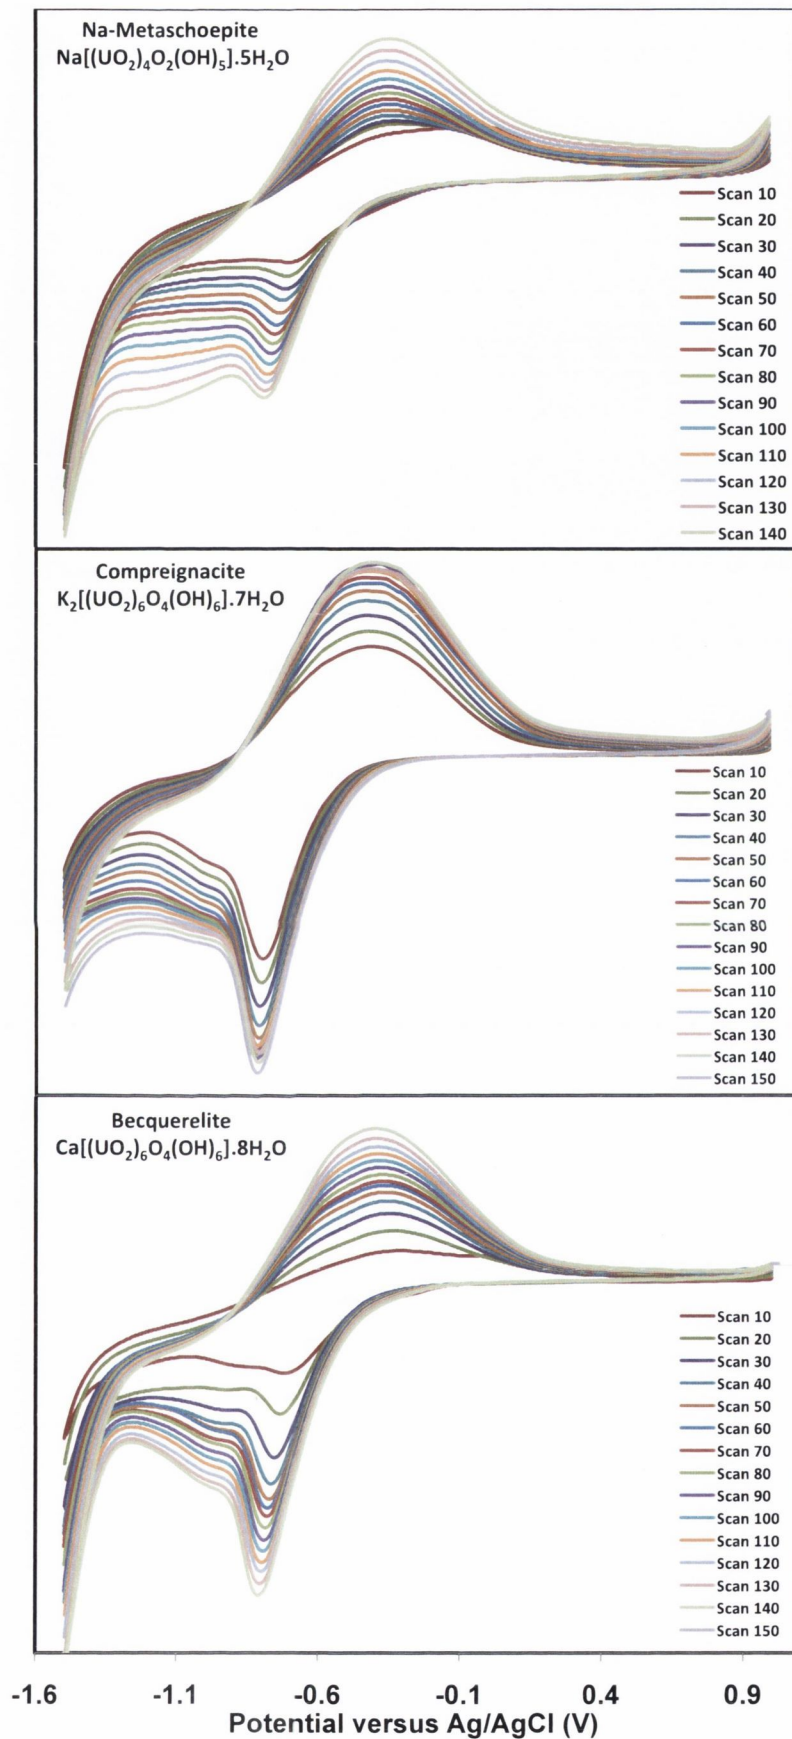 Na-Metaschoepite
Na[(UO₂)₄O₂(OH)₅].5H₂O
Scan 10
Scan 20
Scan 30
Scan 40
Scan 50
Scan 60
Scan 70
Scan 80
Scan 90
Scan 100
Scan 110
Scan 120
Scan 130
Scan 140
Compreignacite
K₂[(UO₂)₆O₄(OH)₆].7H₂O
Scan 10
Scan 20
Scan 30
Scan 40
Scan 50
Scan 60
Scan 70
Scan 80
Scan 90
Scan 100
Scan 110
Scan 120
Scan 130
Scan 140
Scan 150
Becquerelite
Ca[(UO₂)₆O₄(OH)₆].8H₂O
Scan 10
Scan 20
Scan 30
Scan 40
Scan 50
Scan 60
Scan 70
Scan 80
Scan 90
Scan 100
Scan 110
Scan 120
Scan 130
Scan 140
Scan 150
-1.6 -1.1 -0.6 -0.1 0.4 0.9
Potential versus Ag/AgCl (V)